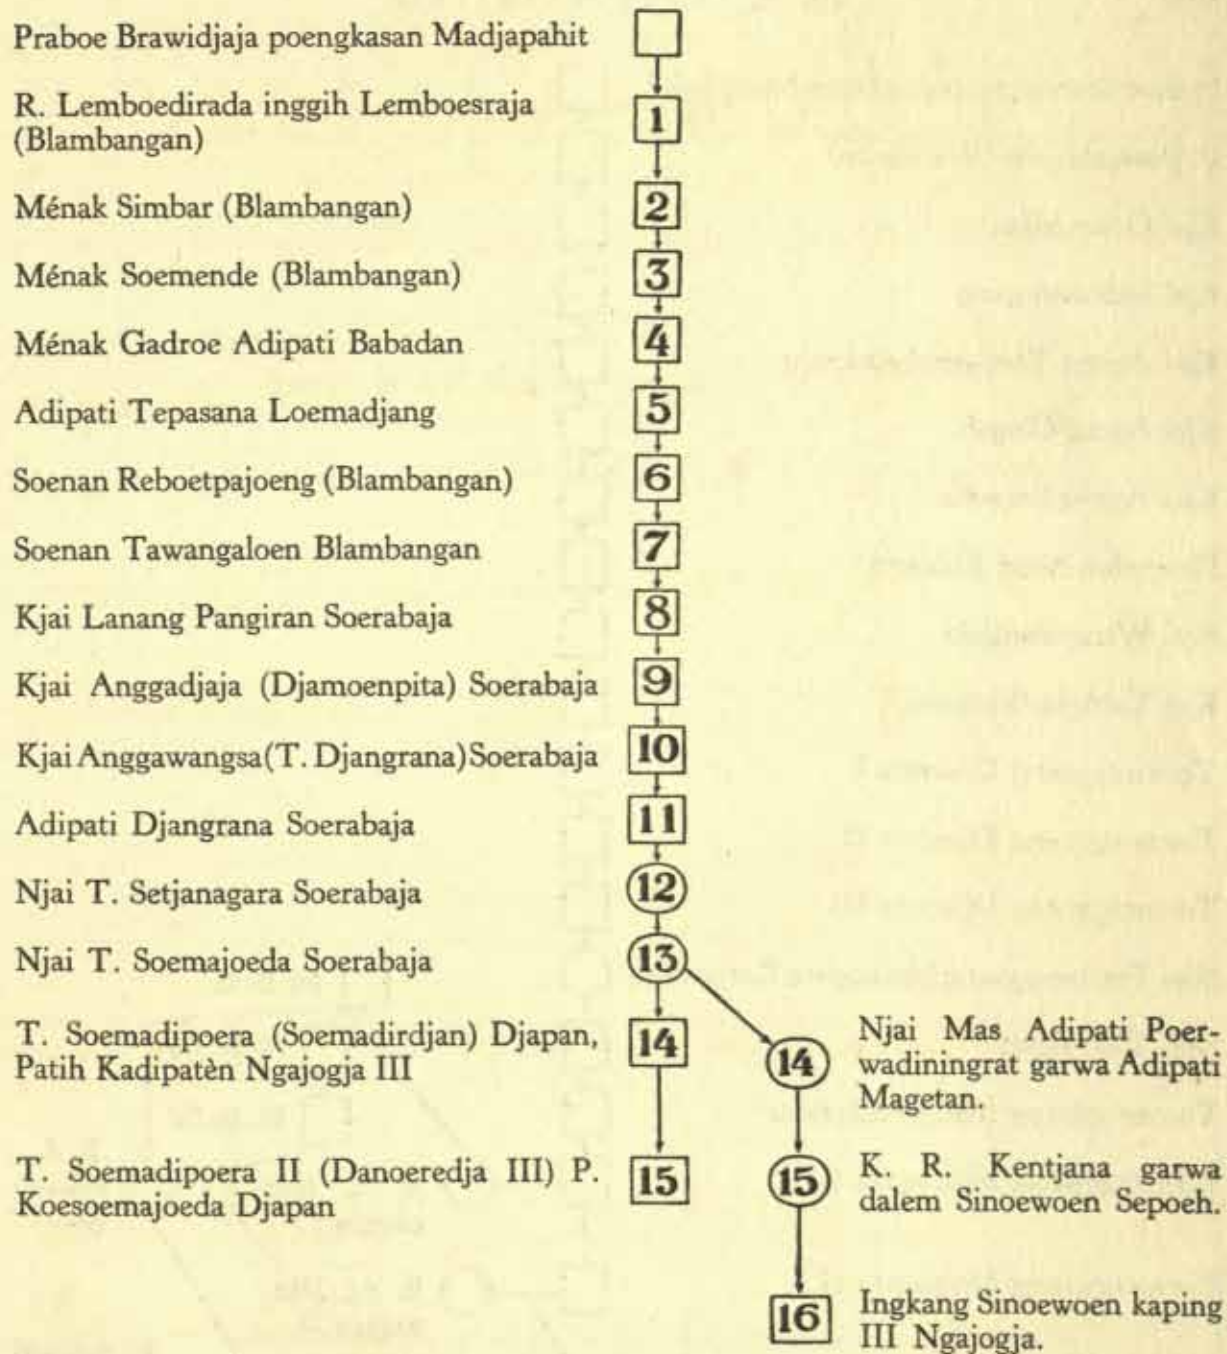 Praboe Brawidjaja poengkasan Madjapahit
R. Lemboedirada inggih Lemboesraja
(Blambangan)
1
Ménak Simbar (Blambangan)
2
Ménak Soemende (Blambangan)
3
Ménak Gadroe Adipati Babadan
4
Adipati Tepasana Loemadjang
5
Soenan Reboetpajoeng (Blambangan)
6
Soenan Tawangaloen Blambangan
7
Kjai Lanang Pangiran Soerabaja
8
Kjai Anggadjaja (Djamoenpita) Soerabaja
9
Kjai Anggawangsa (T. Djangrana) Soerabaja
10
Adipati Djangrana Soerabaja
11
Njai T. Setjanagara Soerabaja
12
Njai T. Soemajoeda Soerabaja
13
T. Soemadipoera (Soemadirdjan) Djapan,
Patih Kadipatèn Ngajogja III
14
14
Njai Mas Adipati Poer-
wadiningrat garwa Adipati
Magetan.
T. Soemadipoera II (Danoeredja III) P.
Koesoemajoeda Djapan
15
15
K. R. Kentjana garwa
dalem Sinoewoen Sepoeh.
16
Ingkang Sinoewoen kaping
III Ngajogja.